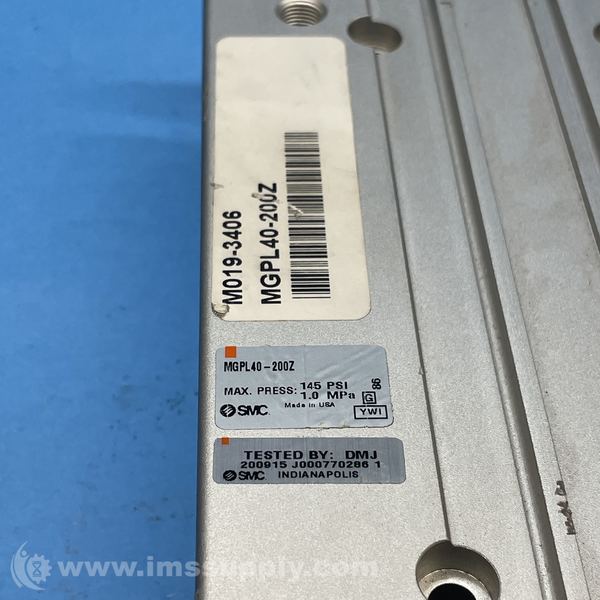 M019-3406
MGPL40-200Z
MGPL40-200Z
MAX. PRESS: 145 PSI
1.0 MPa
Made in USA
SMC
G
86
YWI
TESTED BY: DMJ
200915 J000770286 1
SMC INDIANAPOLIS
www.imssupply.com